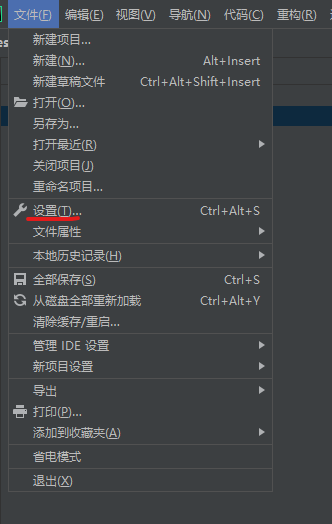 文件(F) 编辑(E) 视图(V) 导航(N) 代码(C) 重构(R)
新建项目...
新建(N)... Alt+Insert
新建草稿文件 Ctrl+Alt+Shift+Insert
打开(O)...
另存为...
打开最近(R)
关闭项目(J)
重命名项目...
设置(T)... Ctrl+Alt+S
文件属性
本地历史记录(H)
全部保存(S) Ctrl+S
从磁盘全部重新加载 Ctrl+Alt+Y
清除缓存/重启...
管理 IDE 设置
新项目设置
导出
打印(P)...
添加到收藏夹(A)
省电模式
退出(X)